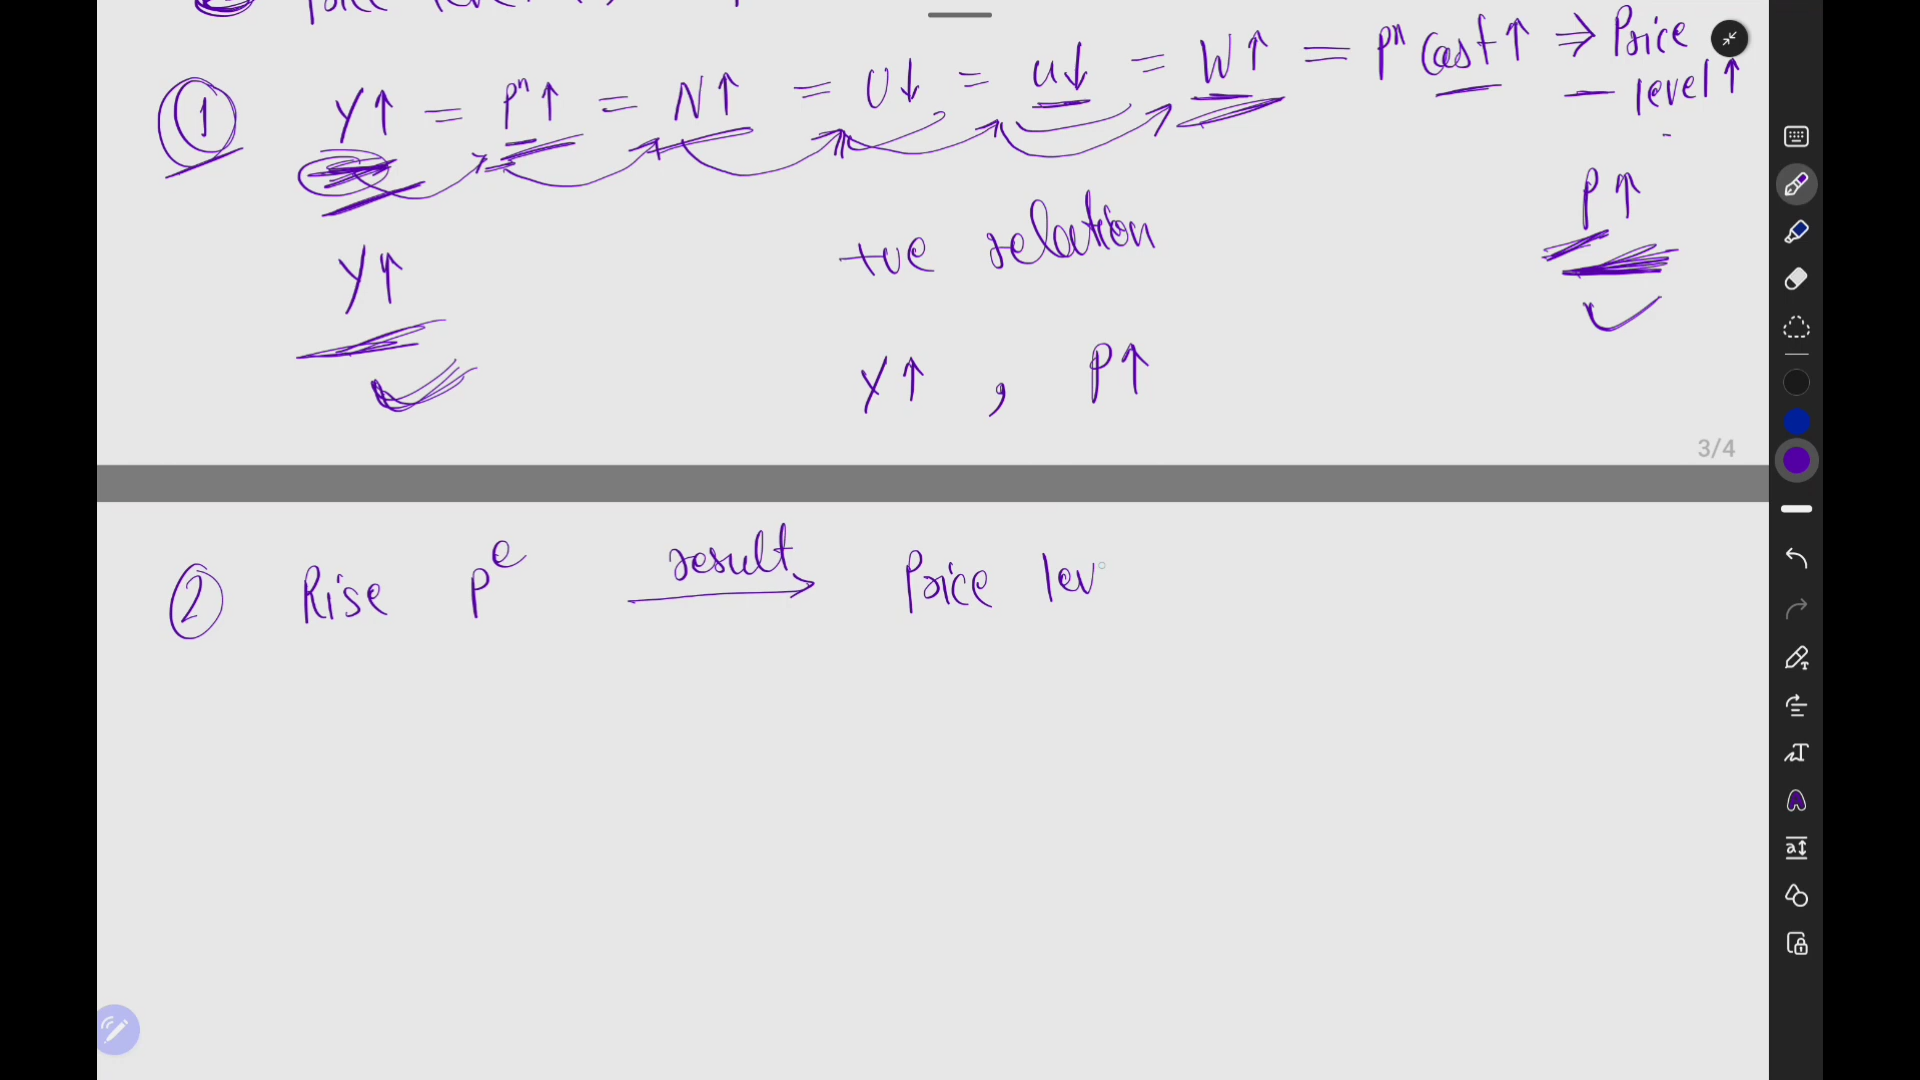 ① Y↑ = Pⁿ↑ = N↑ = U↓ = u↓ = W↑ = Pⁿ Cost↑ ⇒ Price
level↑
P↑
Y↑ +ve relation
Y↑ , P↑
3/4
② Rise Pᵉ result → Price lev